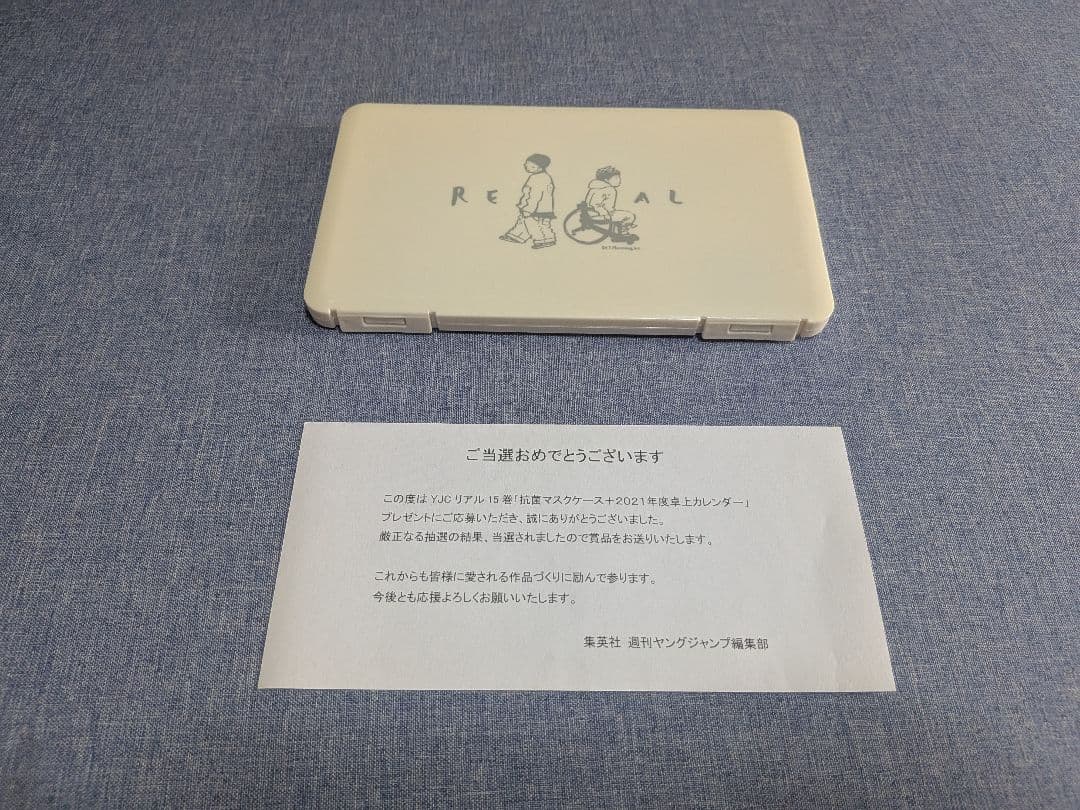 RE AL
ご当選おめでとうございます
この度は YJC リアル 15 巻「抗菌マスクケース＋2021年度卓上カレンダー」
プレゼントにご応募いただき、誠にありがとうございました。
厳正なる抽選の結果、当選されましたので賞品をお送りいたします。
これからも皆様に愛される作品づくりに励んで参ります。
今後とも応援よろしくお願いいたします。
集英社 週刊ヤングジャンプ編集部